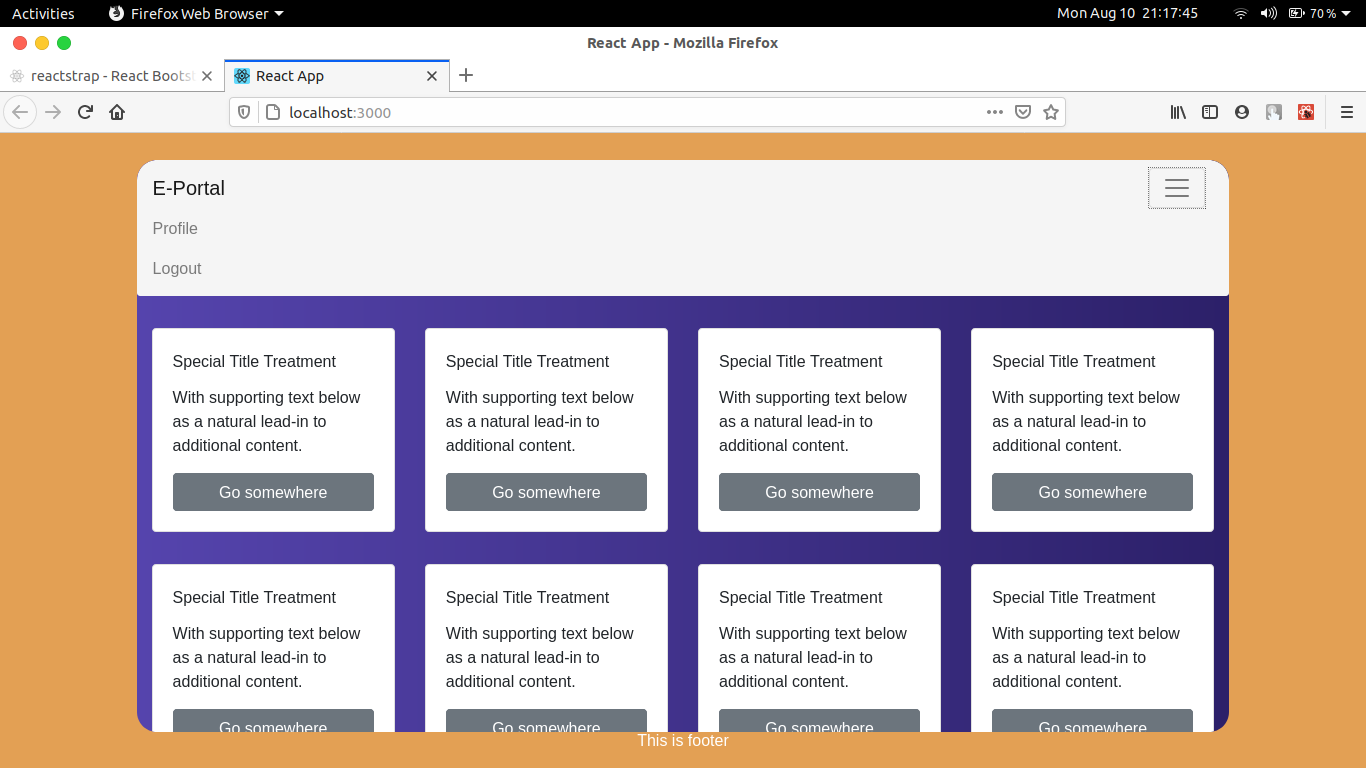 Activities Firefox Web Browser Mon Aug 10 21:17:45 70 %
React App - Mozilla Firefox
reactstrap - React Boots React App
localhost:3000
E-Portal
Profile
Logout
Special Title Treatment Special Title Treatment Special Title Treatment Special Title Treatment
With supporting text below With supporting text below With supporting text below With supporting text below
as a natural lead-in to as a natural lead-in to as a natural lead-in to as a natural lead-in to
additional content. additional content. additional content. additional content.
Go somewhere Go somewhere Go somewhere Go somewhere
Special Title Treatment Special Title Treatment Special Title Treatment Special Title Treatment
With supporting text below With supporting text below With supporting text below With supporting text below
as a natural lead-in to as a natural lead-in to as a natural lead-in to as a natural lead-in to
additional content. additional content. additional content. additional content.
Go somewhere Go somewhere Go somewhere Go somewhere
This is footer